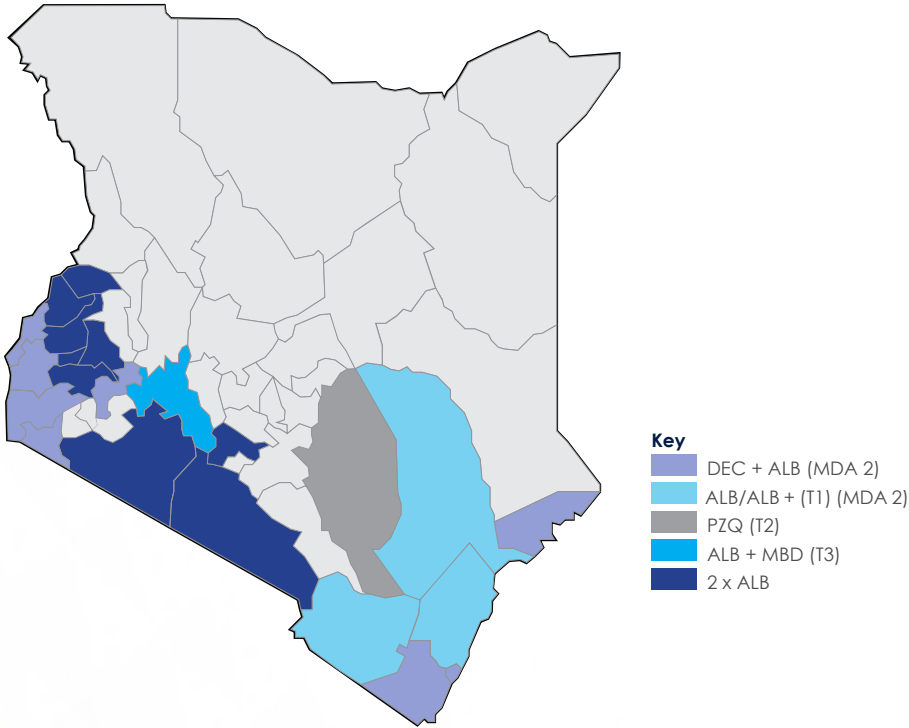 Key
DEC + ALB (MDA 2)
ALB/ALB + (T1) (MDA 2)
PZQ (T2)
ALB + MBD (T3)
2 x ALB